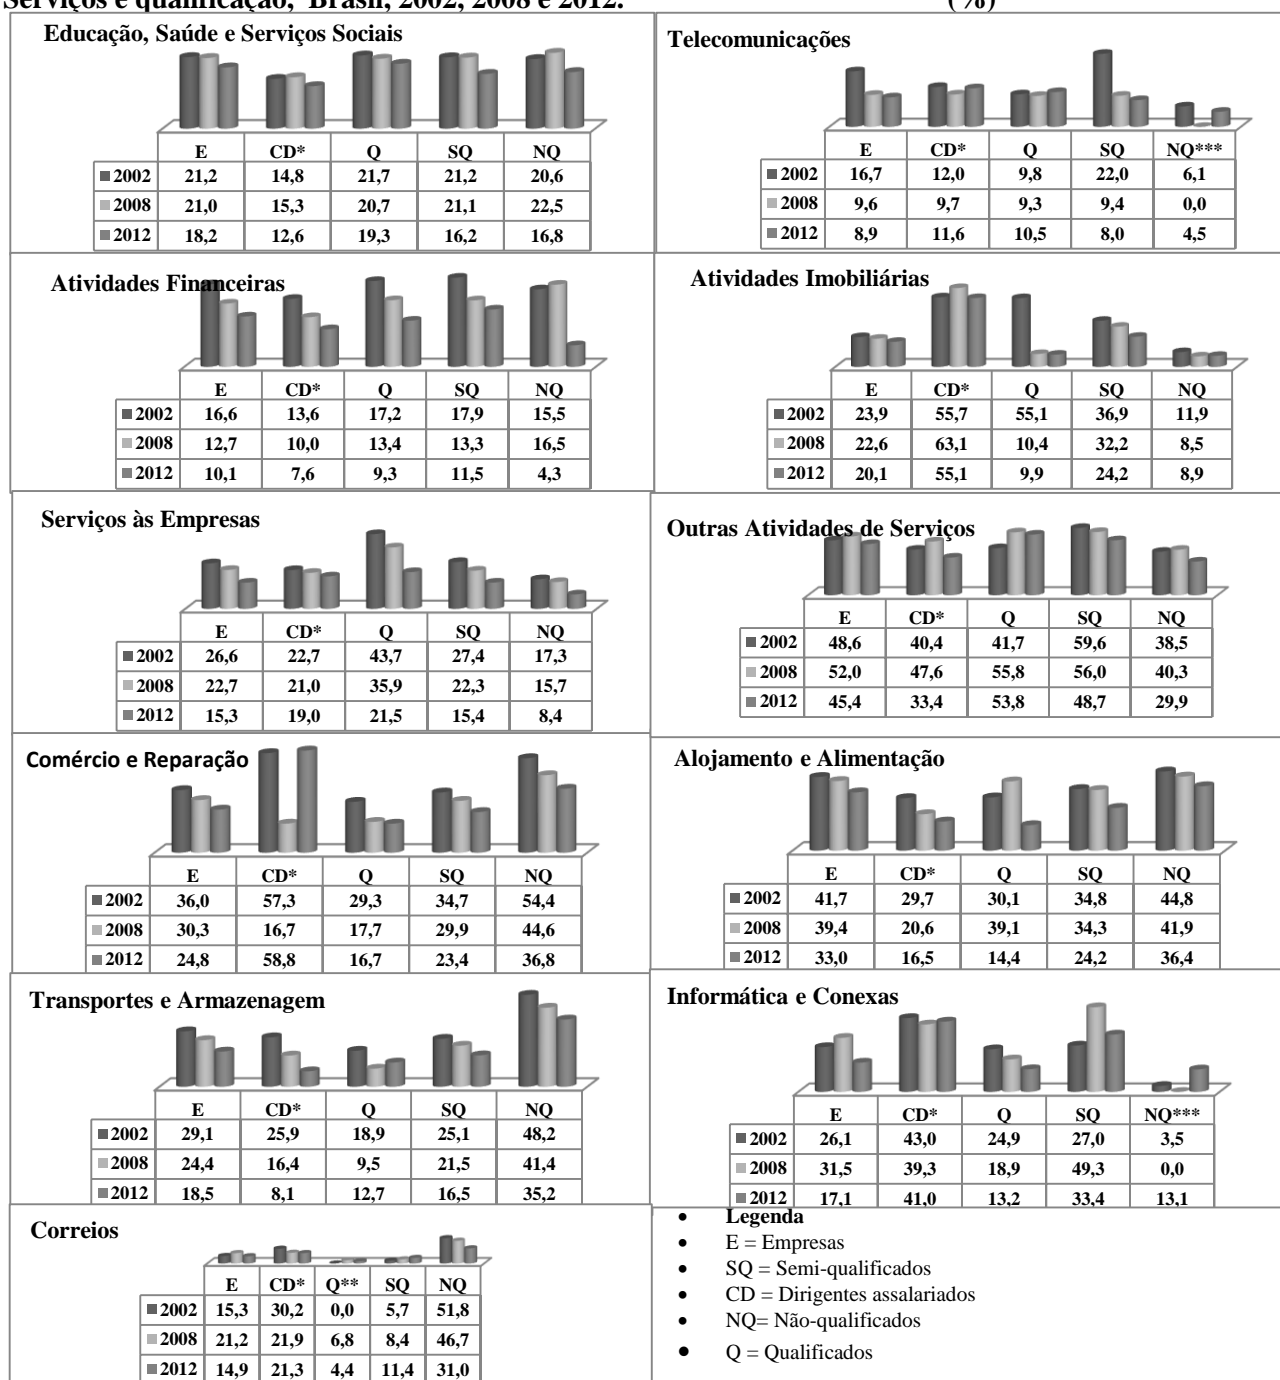 Serviços e qualificação, Brasil, 2002, 2008 e 2012. (%)
Educação, Saúde e Serviços Sociais
E CD* Q SQ NQ
2002 21,2 14,8 21,7 21,2 20,6
2008 21,0 15,3 20,7 21,1 22,5
2012 18,2 12,6 19,3 16,2 16,8
Telecomunicações
E CD* Q SQ NQ***
2002 16,7 12,0 9,8 22,0 6,1
2008 9,6 9,7 9,3 9,4 0,0
2012 8,9 11,6 10,5 8,0 4,5
Atividades Financeiras
E CD* Q SQ NQ
2002 16,6 13,6 17,2 17,9 15,5
2008 12,7 10,0 13,4 13,3 16,5
2012 10,1 7,6 9,3 11,5 4,3
Atividades Imobiliárias
E CD* Q SQ NQ
2002 23,9 55,7 55,1 36,9 11,9
2008 22,6 63,1 10,4 32,2 8,5
2012 20,1 55,1 9,9 24,2 8,9
Serviços às Empresas
E CD* Q SQ NQ
2002 26,6 22,7 43,7 27,4 17,3
2008 22,7 21,0 35,9 22,3 15,7
2012 15,3 19,0 21,5 15,4 8,4
Outras Atividades de Serviços
E CD* Q SQ NQ
2002 48,6 40,4 41,7 59,6 38,5
2008 52,0 47,6 55,8 56,0 40,3
2012 45,4 33,4 53,8 48,7 29,9
Comércio e Reparação
E CD* Q SQ NQ
2002 36,0 57,3 29,3 34,7 54,4
2008 30,3 16,7 17,7 29,9 44,6
2012 24,8 58,8 16,7 23,4 36,8
Alojamento e Alimentação
E CD* Q SQ NQ
2002 41,7 29,7 30,1 34,8 44,8
2008 39,4 20,6 39,1 34,3 41,9
2012 33,0 16,5 14,4 24,2 36,4
Transportes e Armazenagem
E CD* Q SQ NQ
2002 29,1 25,9 18,9 25,1 48,2
2008 24,4 16,4 9,5 21,5 41,4
2012 18,5 8,1 12,7 16,5 35,2
Informática e Conexas
E CD* Q SQ NQ***
2002 26,1 43,0 24,9 27,0 3,5
2008 31,5 39,3 18,9 49,3 0,0
2012 17,1 41,0 13,2 33,4 13,1
Correios
E CD* Q** SQ NQ
2002 15,3 30,2 0,0 5,7 51,8
2008 21,2 21,9 6,8 8,4 46,7
2012 14,9 21,3 4,4 11,4 31,0
• Legenda
• E = Empresas
• SQ = Semi-qualificados
• CD = Dirigentes assalariados
• NQ= Não-qualificados
• Q = Qualificados